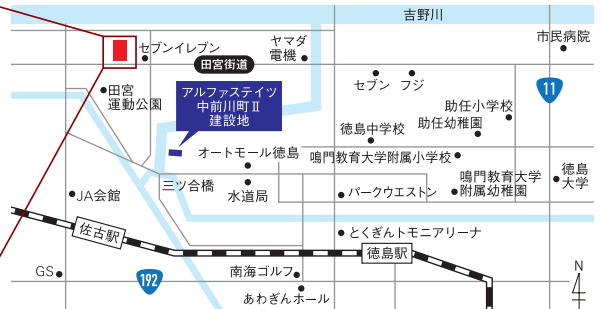 吉野川
市民病院
セブンイレブン
ヤマダ
電機
田宮街道
セブン
フジ
11
田宮
運動公園
アルファステイツ
中前川町Ⅱ
建設地
助任小学校
助任幼稚園
徳島中学校
オートモール徳島
鳴門教育大学附属小学校
三ツ合橋
水道局
パークウエストン
鳴門教育大学
附属幼稚園
徳島
大学
JA会館
佐古駅
とくぎんトモニアリーナ
徳島駅
GS
192
南海ゴルフ
あわぎんホール
N
4